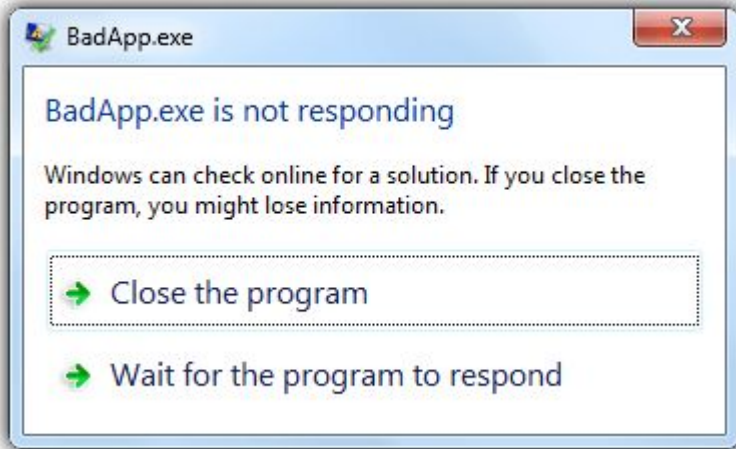 BadApp.exe
BadApp.exe is not responding
Windows can check online for a solution. If you close the
program, you might lose information.
Close the program
Wait for the program to respond